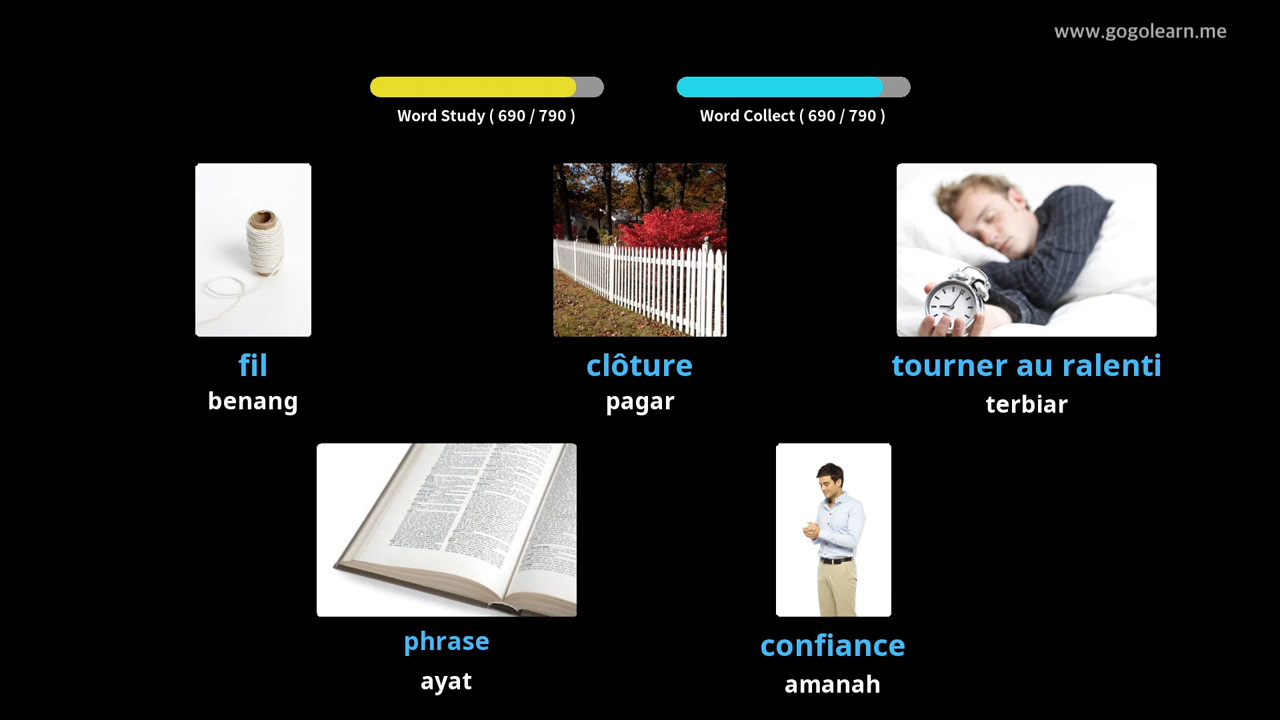 www.gogolearn.me
Word Study ( 690 / 790 )
Word Collect ( 690 / 790 )
fil
benang
clôture
pagar
tourner au ralenti
terbiar
phrase
ayat
confiance
amanah